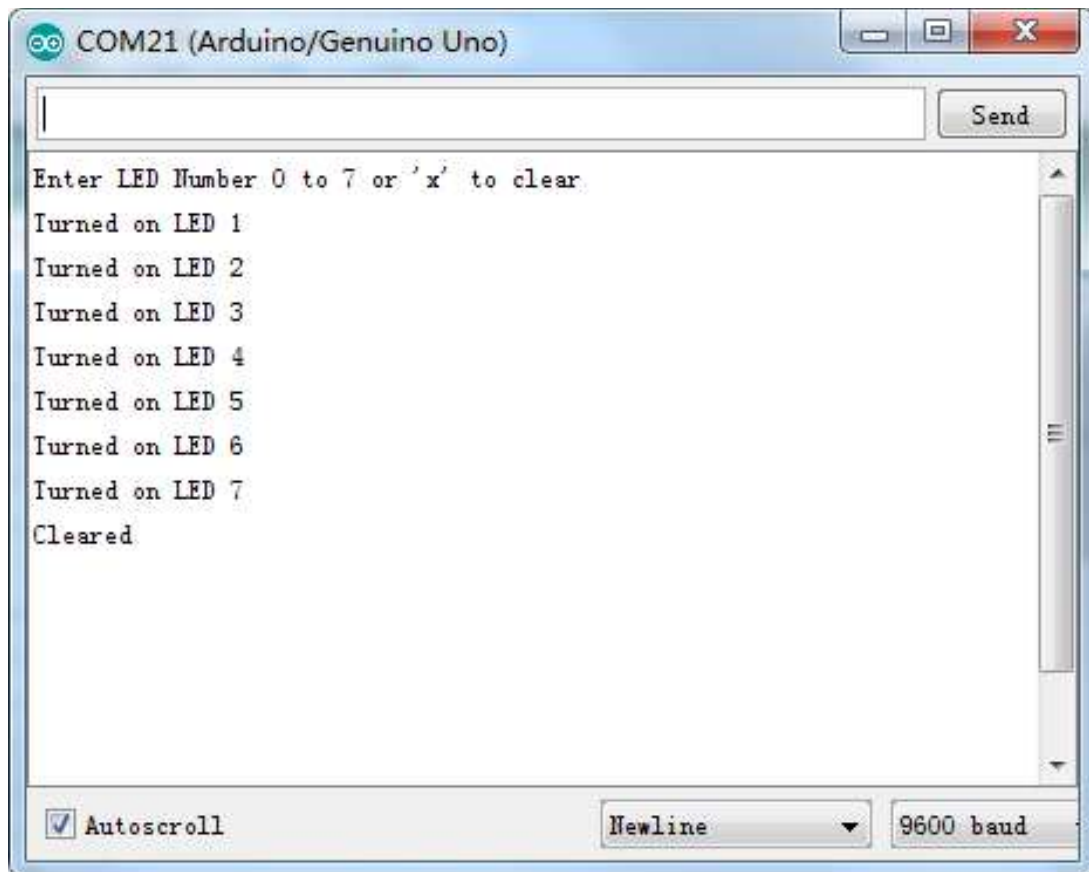 COM21 (Arduino/Genuino Uno)
Send
Enter LED Number 0 to 7 or 'x' to clear
Turned on LED 1
Turned on LED 2
Turned on LED 3
Turned on LED 4
Turned on LED 5
Turned on LED 6
Turned on LED 7
Cleared
Autoscroll
Newline
9600 baud